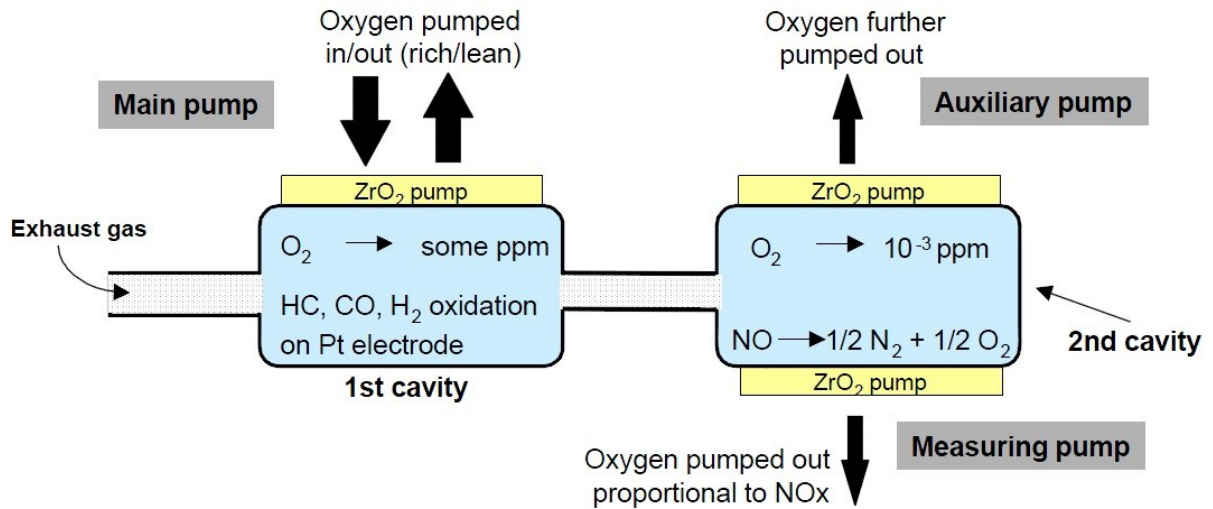 Oxygen pumped
in/out (rich/lean)
Oxygen further
pumped out
Main pump
Auxiliary pump
ZrO₂ pump
ZrO₂ pump
Exhaust gas
O₂ → some ppm
O₂ → 10⁻³ ppm
HC, CO, H₂ oxidation
on Pt electrode
NO → 1/2 N₂ + 1/2 O₂
2nd cavity
1st cavity
ZrO₂ pump
Measuring pump
Oxygen pumped out
proportional to NOx